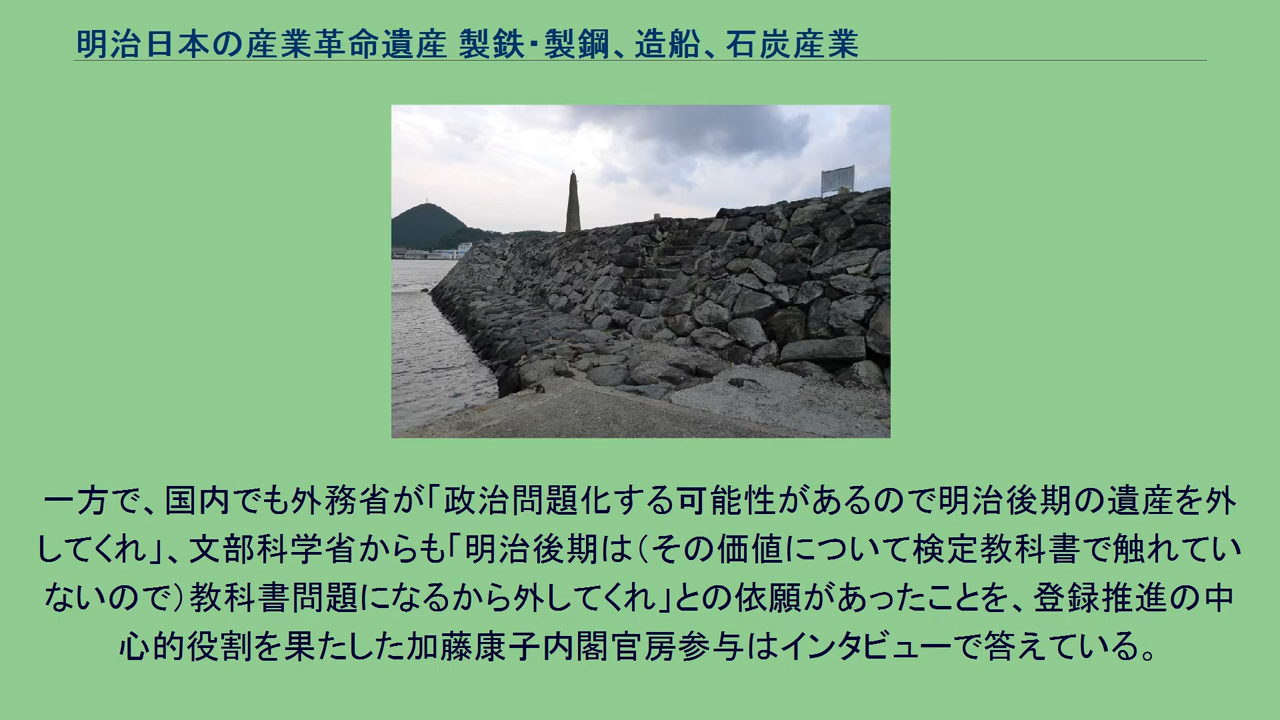 明治日本の産業革命遺産 製鉄・製鋼、造船、石炭産業
一方で、国内でも外務省が「政治問題化する可能性があるので明治後期の遺産を外
してくれ」、文部科学省からも「明治後期は(その価値について検定教科書で触れてい
ないので)教科書問題になるから外してくれ」との依願があったことを、登録推進の中
心的役割を果たした加藤康子内閣官房参与はインタビューで答えている。